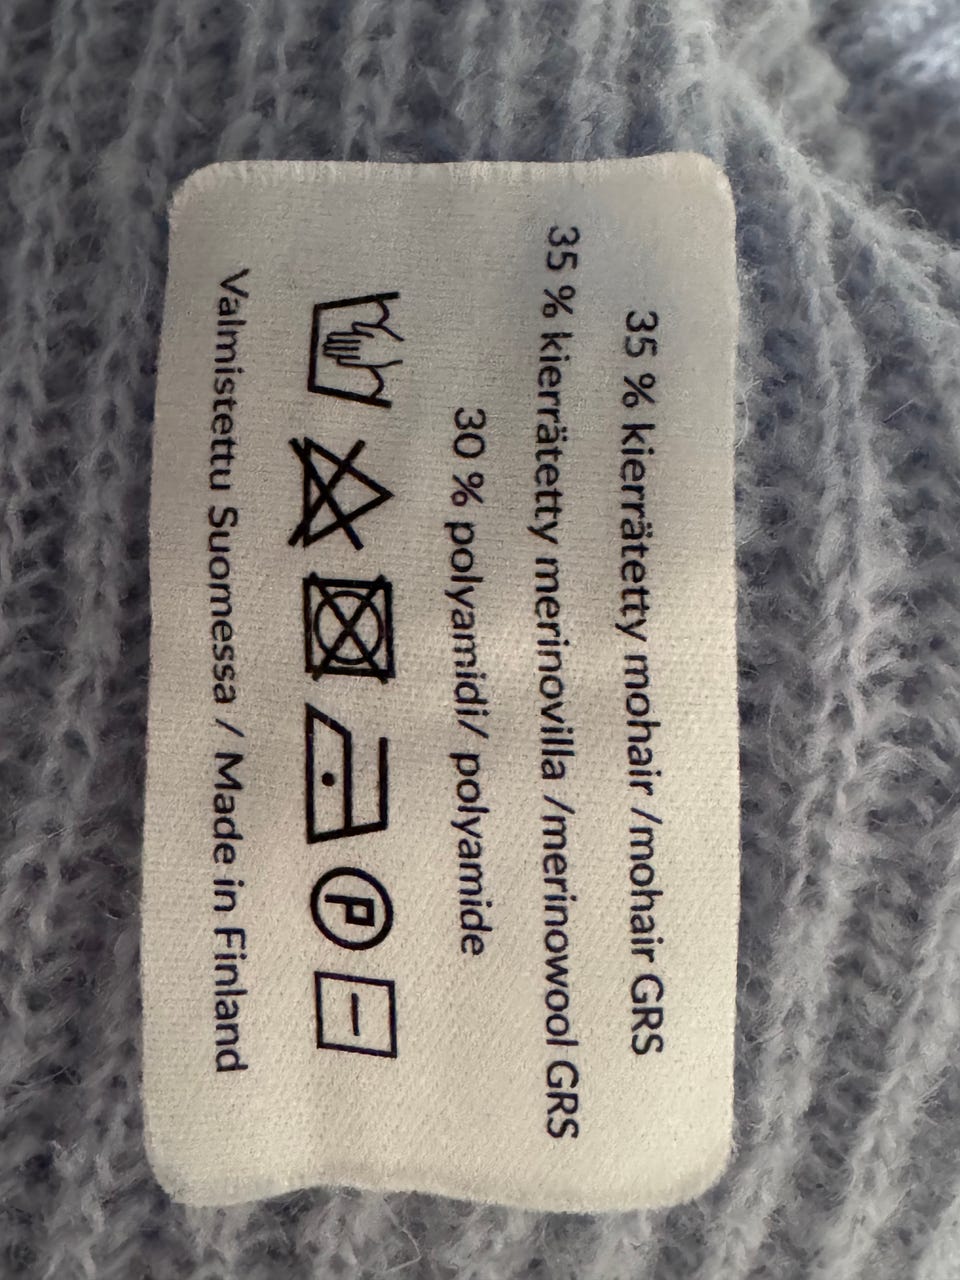 35 % kierrätetty mohair /mohair GRS
35 % kierrätetty merinovilla /merinowool GRS
30 % polyamidi/ polyamide
P
Valmistettu Suomessa / Made in Finland